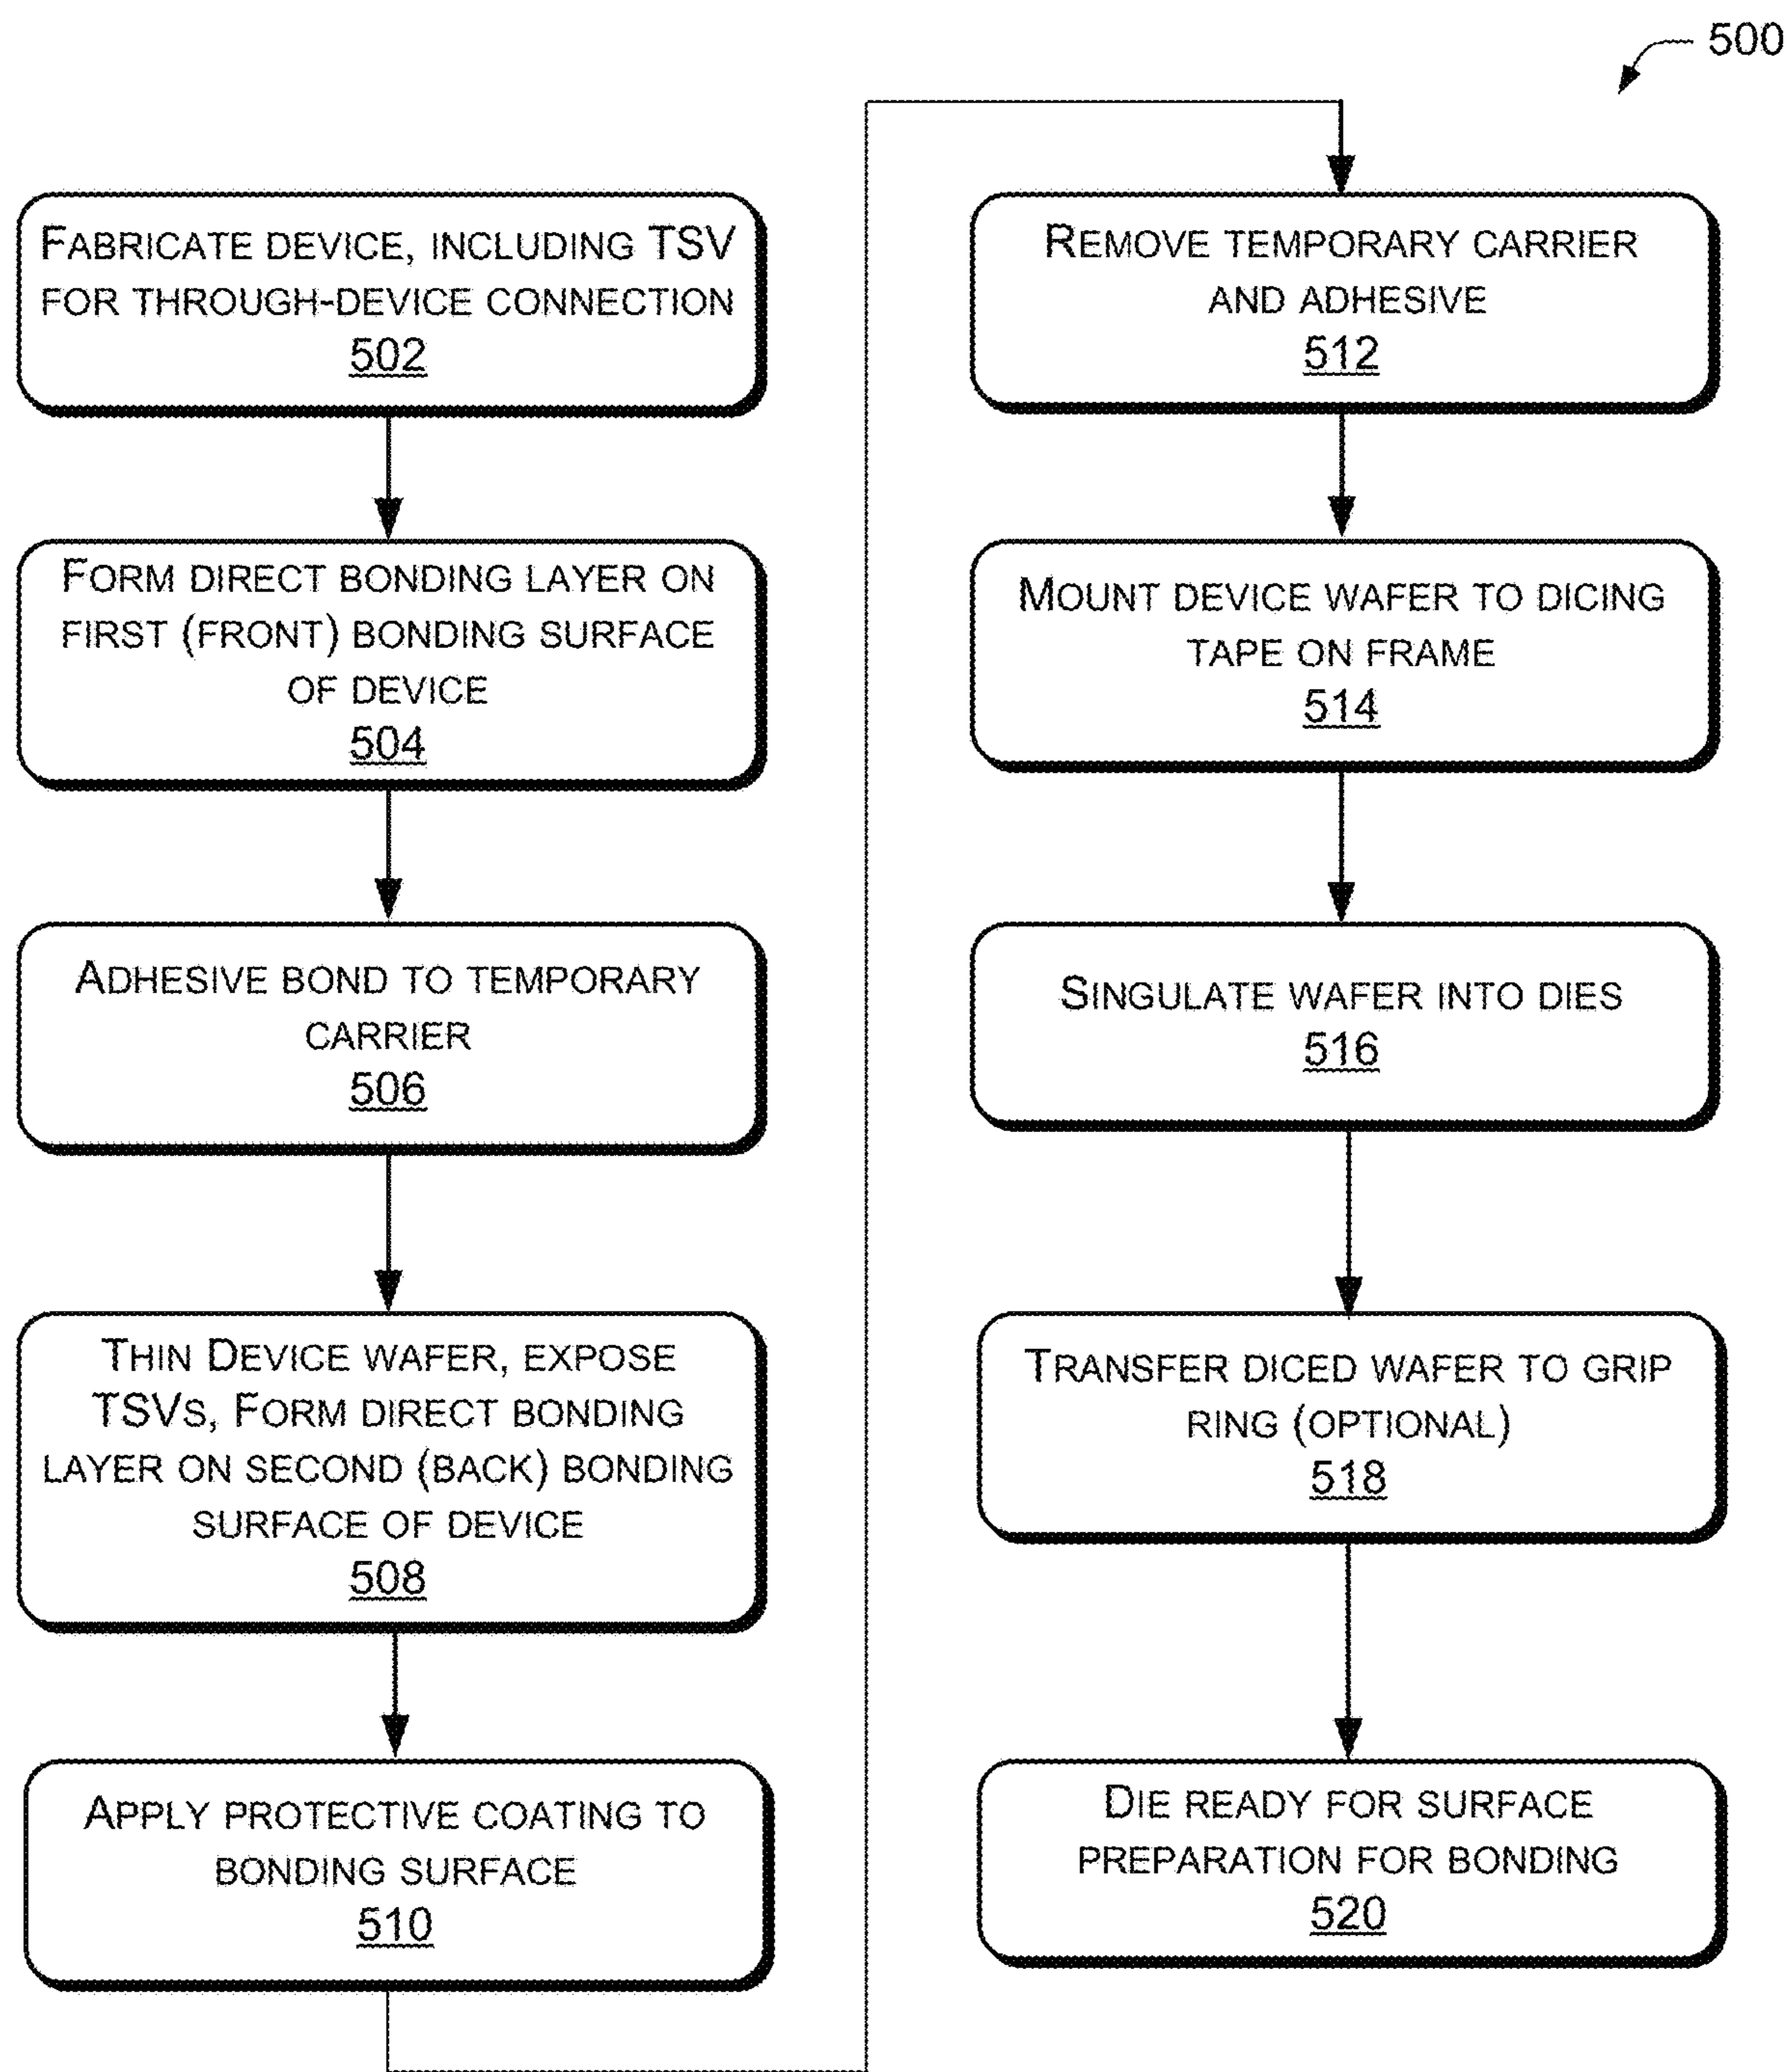 500
FABRICATE DEVICE, INCLUDING TSV
FOR THROUGH-DEVICE CONNECTION
502
FORM DIRECT BONDING LAYER ON
FIRST (FRONT) BONDING SURFACE
OF DEVICE
504
ADHESIVE BOND TO TEMPORARY
CARRIER
506
THIN DEVICE WAFER, EXPOSE
TSVS, FORM DIRECT BONDING
LAYER ON SECOND (BACK) BONDING
SURFACE OF DEVICE
508
APPLY PROTECTIVE COATING TO
BONDING SURFACE
510
REMOVE TEMPORARY CARRIER
AND ADHESIVE
512
MOUNT DEVICE WAFER TO DICING
TAPE ON FRAME
514
SINGULATE WAFER INTO DIES
516
TRANSFER DICED WAFER TO GRIP
RING (OPTIONAL)
518
DIE READY FOR SURFACE
PREPARATION FOR BONDING
520